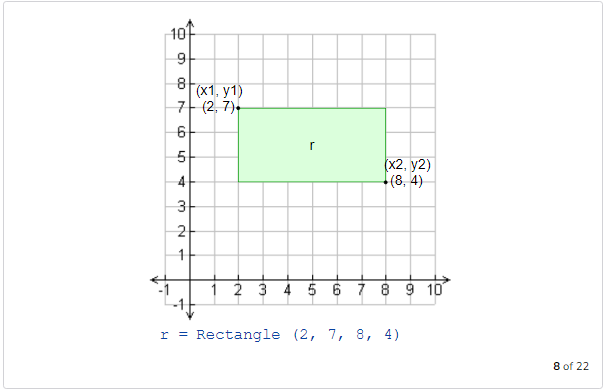 10
9
8
(x1, y1)
7
(2, 7)
6
r
5
(x2, y2)
4
(8, 4)
3
2
1
-1 1 2 3 4 5 6 7 8 9 10
-1
r = Rectangle (2, 7, 8, 4)
8 of 22